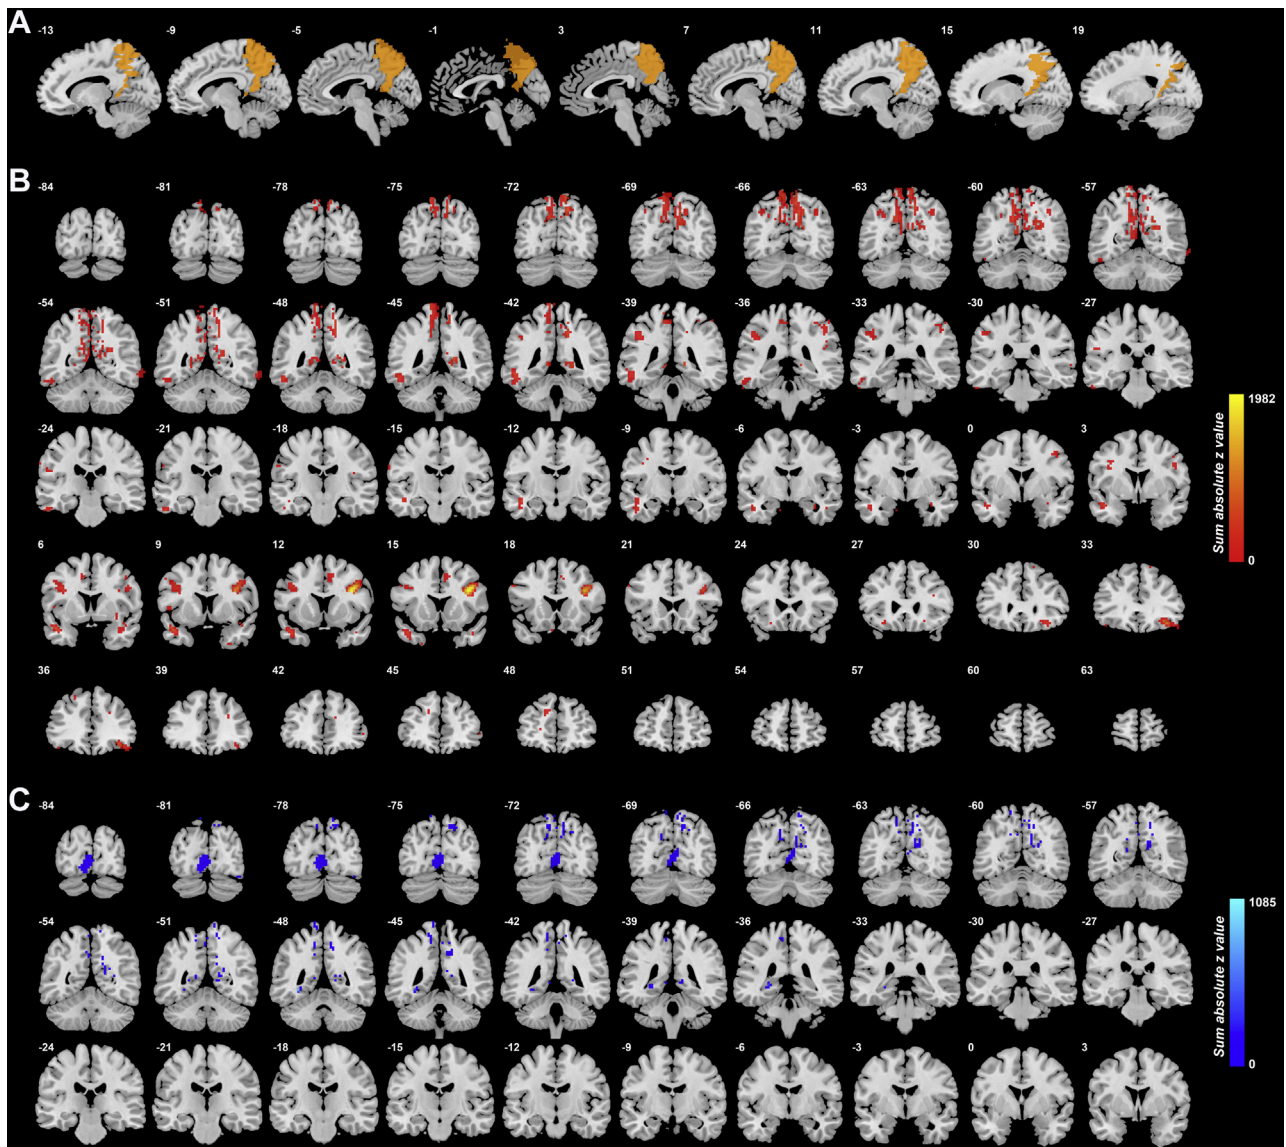 A
-13 -9 -5 -1 3 7 11 15 19
B
-84 -81 -78 -75 -72 -69 -66 -63 -60 -57
-54 -51 -48 -45 -42 -39 -36 -33 -30 -27
-24 -21 -18 -15 -12 -9 -6 -3 0 3
6 9 12 15 18 21 24 27 30 33
36 39 42 45 48 51 54 57 60 63
1982
Sum absolute z value
0
C
-84 -81 -78 -75 -72 -69 -66 -63 -60 -57
-54 -51 -48 -45 -42 -39 -36 -33 -30 -27
-24 -21 -18 -15 -12 -9 -6 -3 0 3
1085
Sum absolute z value
0